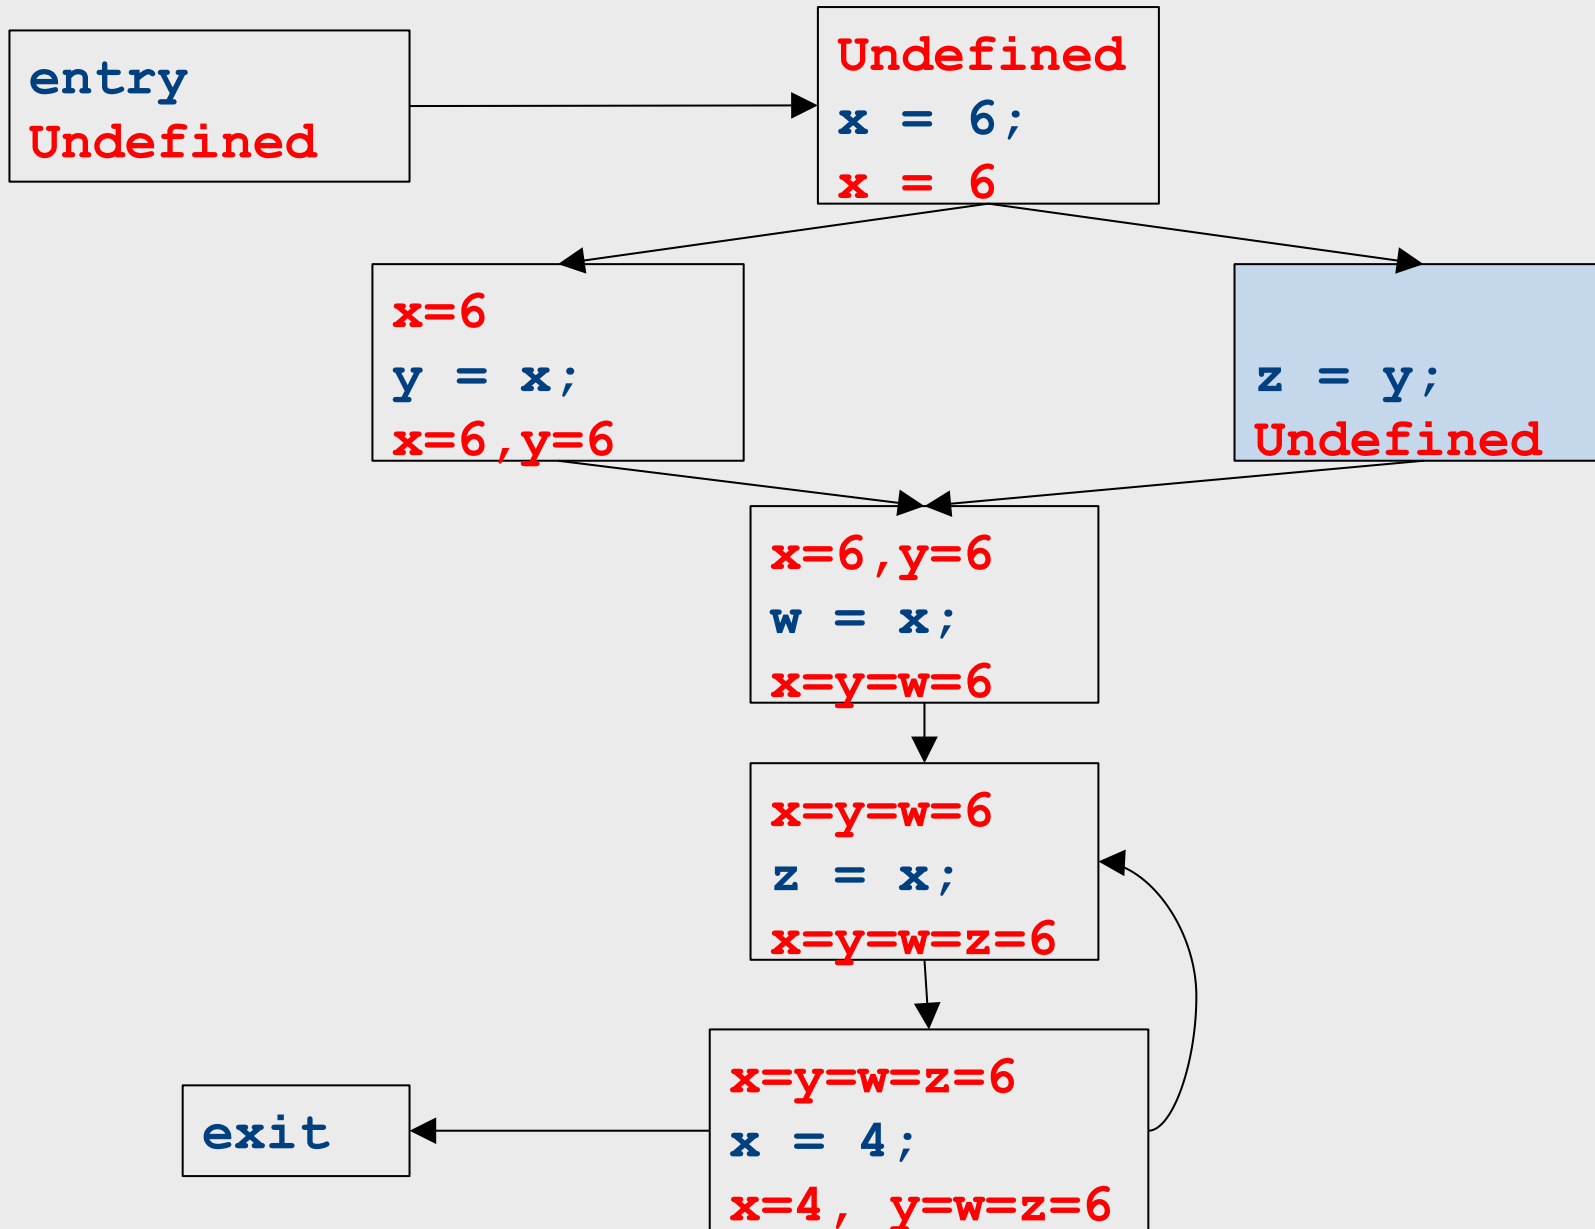 entry
Undefined
Undefined
x = 6;
x = 6
x=6
y = x;
x=6,y=6
z = y;
Undefined
x=6,y=6
w = x;
x=y=w=6
x=y=w=6
z = x;
x=y=w=z=6
x=y=w=z=6
x = 4;
x=4, y=w=z=6
exit